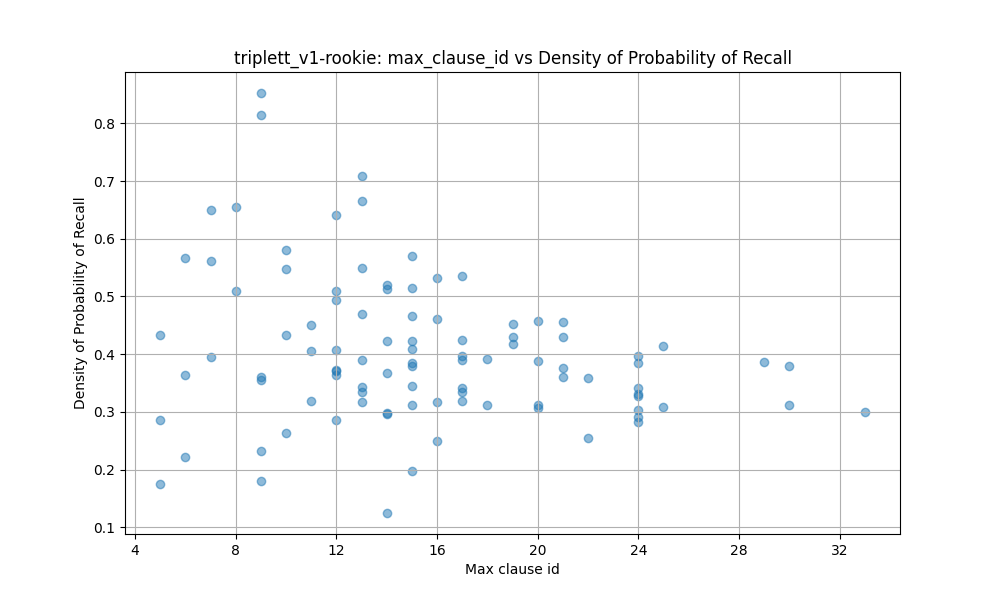 triplett_v1-rookie: max_clause_id vs Density of Probability of Recall
Density of Probability of Recall
0.8
0.7
0.6
0.5
0.4
0.3
0.2
0.1
4 8 12 16 20 24 28 32
Max clause id